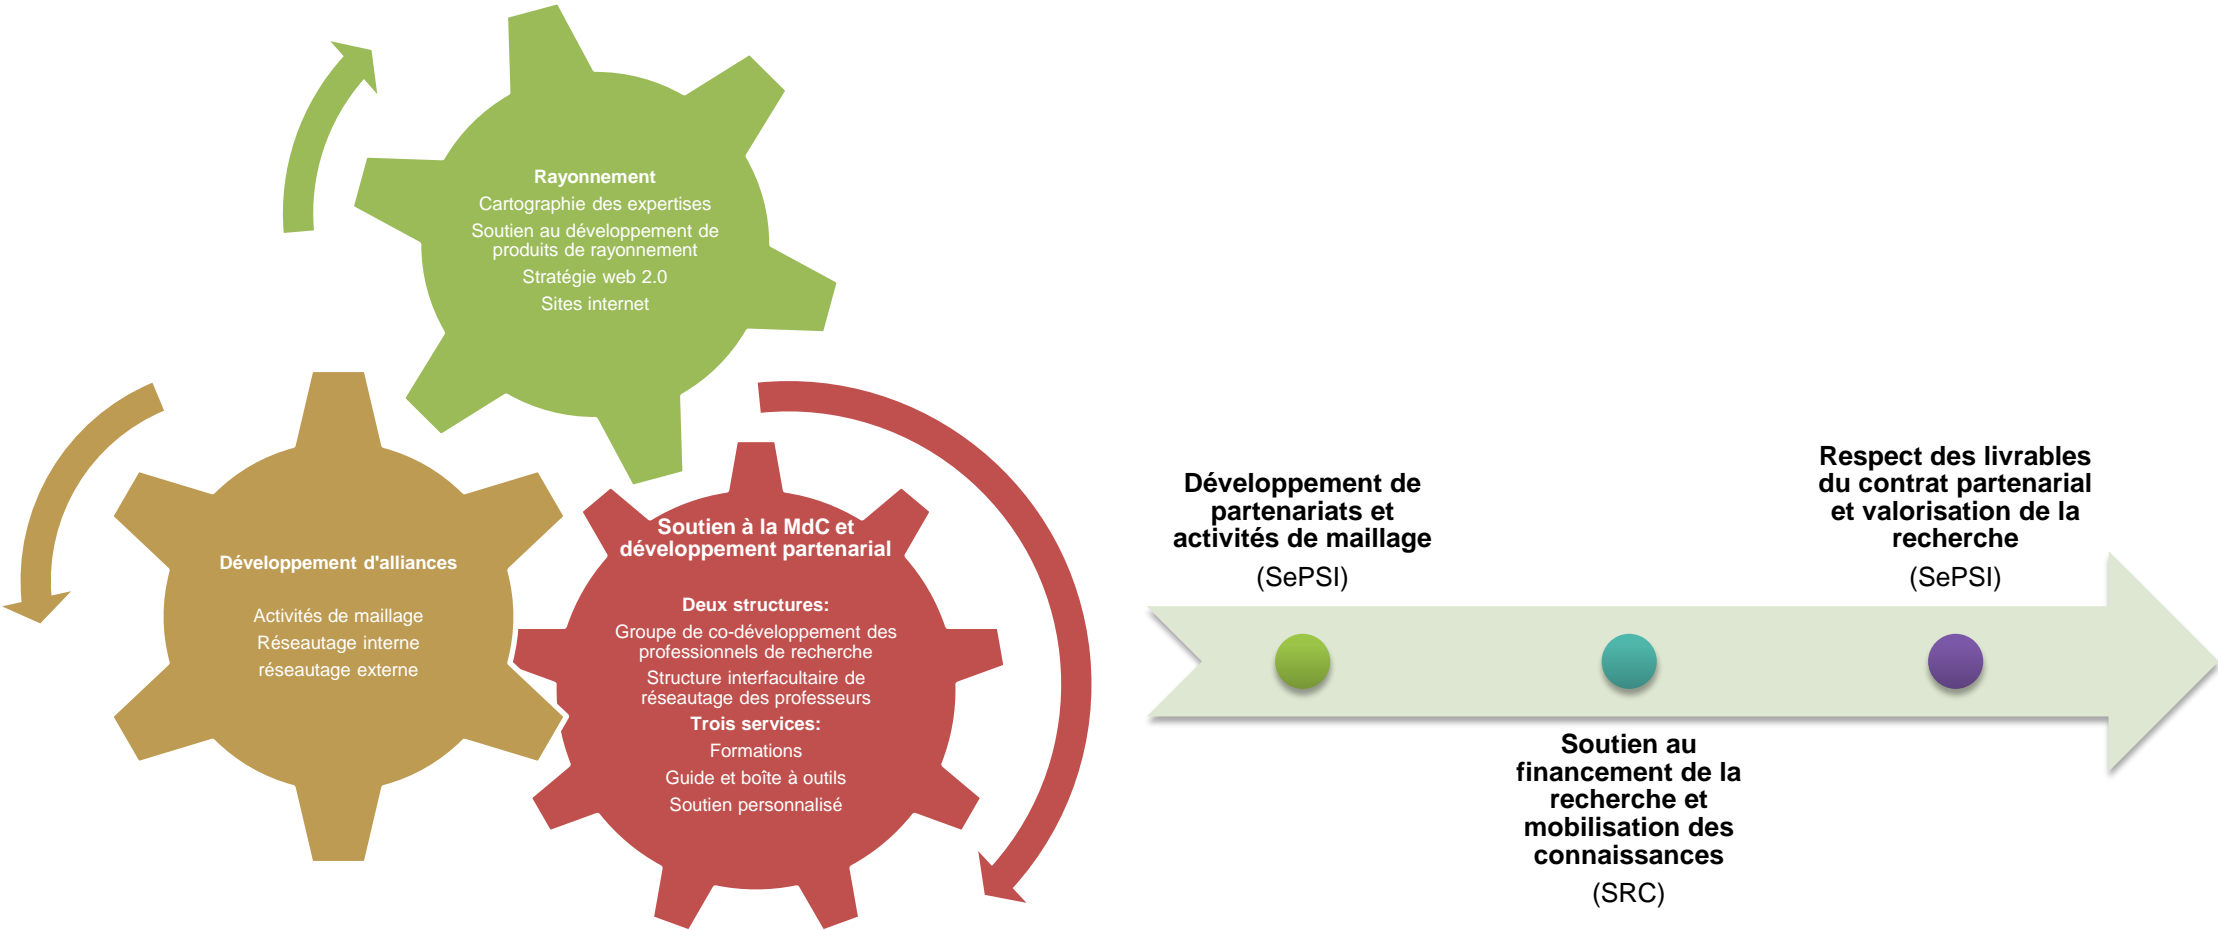 Rayonnement
Cartographie des expertises
Soutien au développement de
produits de rayonnement
Stratégie web 2.0
Sites internet
Développement d'alliances
Activités de maillage
Réseautage interne
réseautage externe
Soutien à la MdC et
développement partenarial
Deux structures:
Groupe de co-développement des
professionnels de recherche
Structure interfacultaire de
réseautage des professeurs
Trois services:
Formations
Guide et boîte à outils
Soutien personnalisé
Développement de
partenariats et
activités de maillage
(SePSI)
Soutien au
financement de la
recherche et
mobilisation des
connaissances
(SRC)
Respect des livrables
du contrat partenarial
et valorisation de la
recherche
(SePSI)